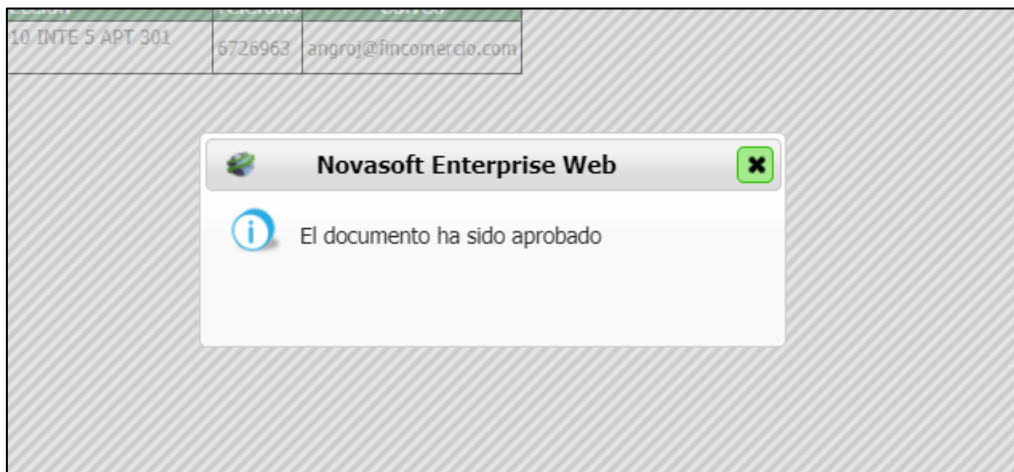 10 INTE 5 APT 301
6726963
angroj@fincomercio.com
Novasoft Enterprise Web
El documento ha sido aprobado